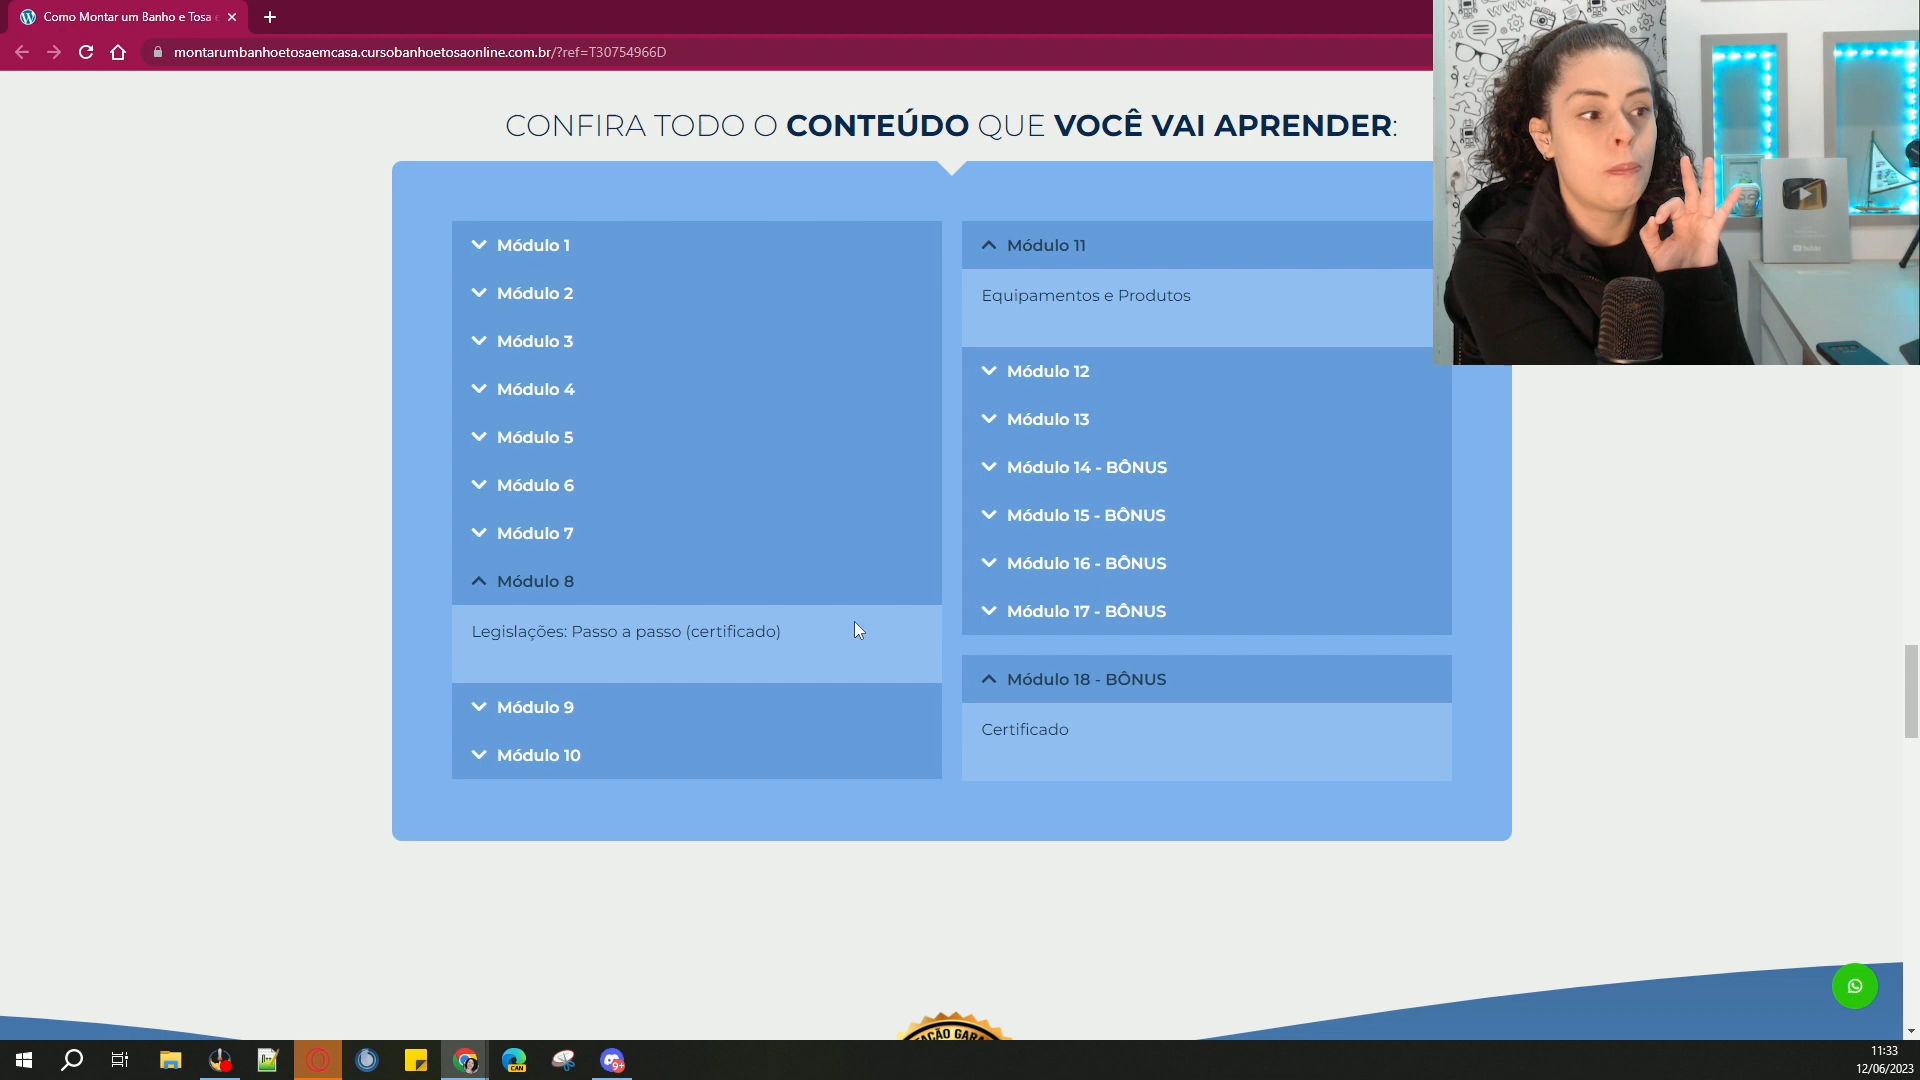 Como Montar um Banho e Tosa
montarumbanhoetosaemcasa.cursobanhoetosaonline.com.br/?ref=T30754966D
CONFIRA TODO O CONTEÚDO QUE VOCÊ VAI APRENDER:
Módulo 1
Módulo 2
Módulo 3
Módulo 4
Módulo 5
Módulo 6
Módulo 7
Módulo 8
Legislações: Passo a passo (certificado)
Módulo 9
Módulo 10
Módulo 11
Equipamentos e Produtos
Módulo 12
Módulo 13
Módulo 14 - BÔNUS
Módulo 15 - BÔNUS
Módulo 16 - BÔNUS
Módulo 17 - BÔNUS
Módulo 18 - BÔNUS
Certificado
CAN
9+
11:33
12/06/2023